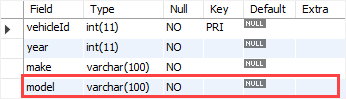 Field Type Null Key Default Extra
vehicleId int(11) NO PRI NULL
year int(11) NO NULL
make varchar(100) NO NULL
model varchar(100) NO NULL